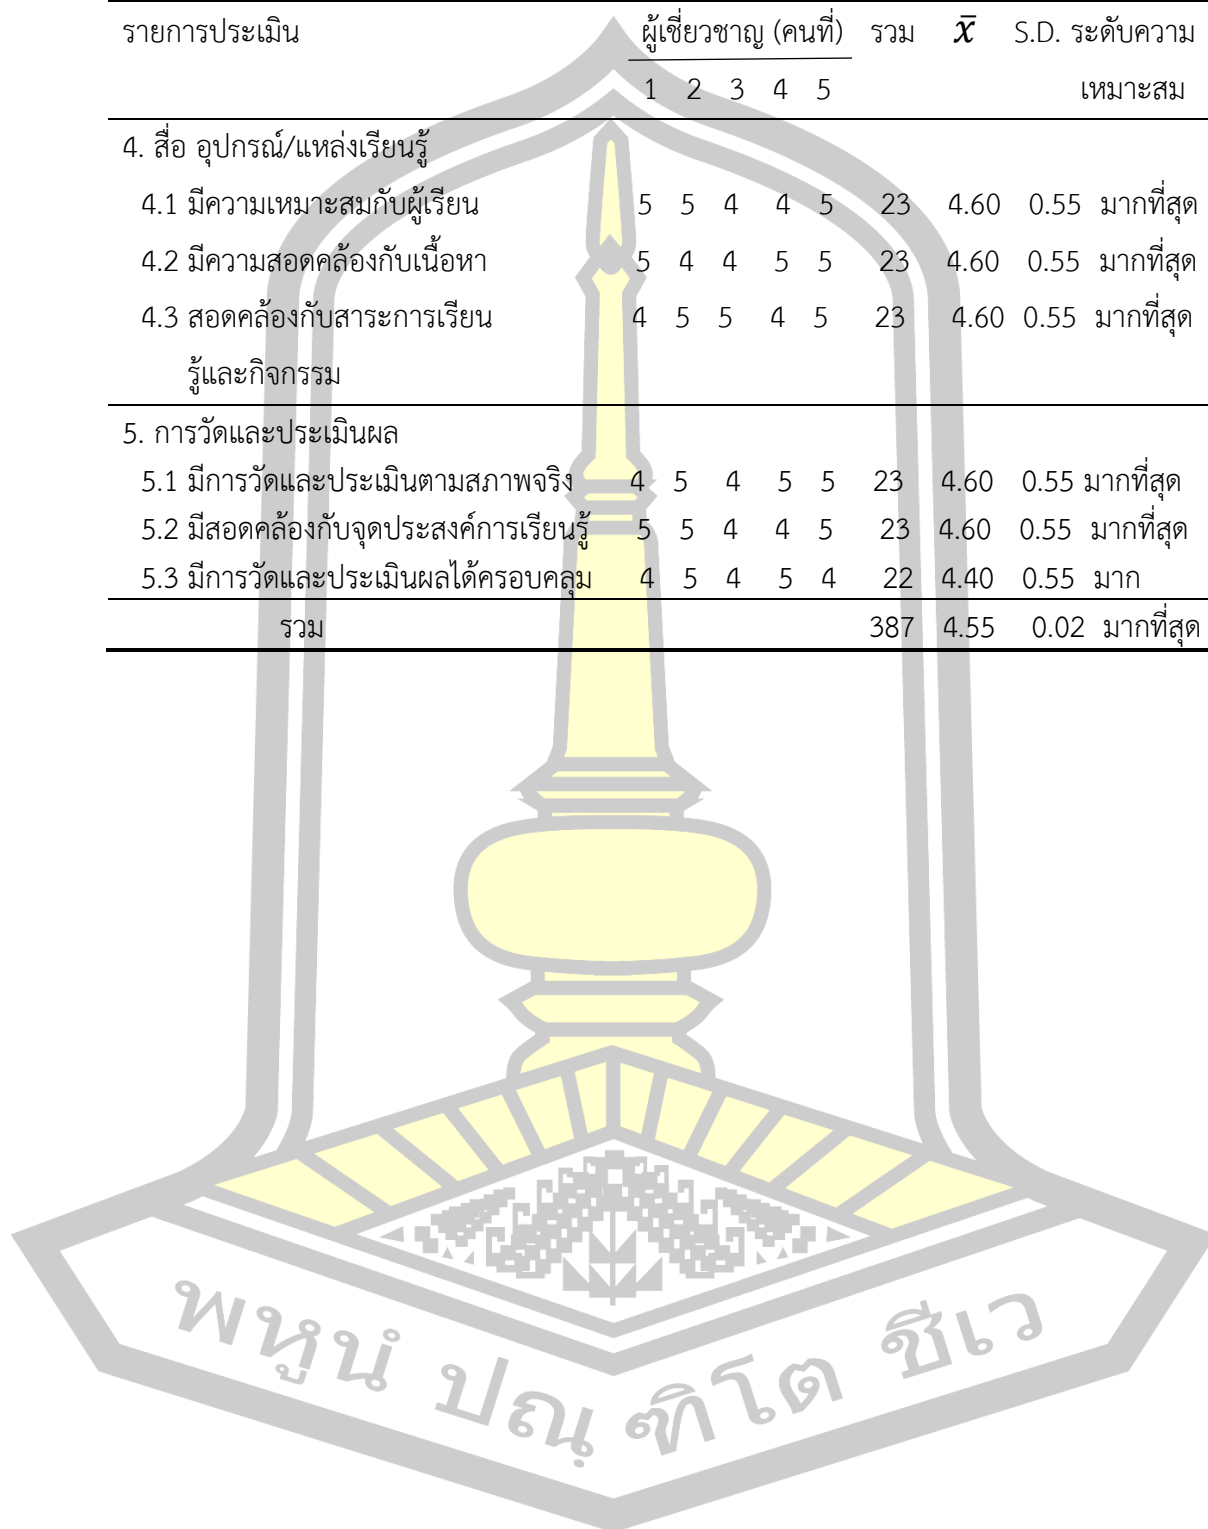 รายการประเมิน ผู้เชี่ยวชาญ (คนที่) รวม x̄ S.D. ระดับความ
1 2 3 4 5 เหมาะสม
4. สื่อ อุปกรณ์/แหล่งเรียนรู้
4.1 มีความเหมาะสมกับผู้เรียน 5 5 4 4 5 23 4.60 0.55 มากที่สุด
4.2 มีความสอดคล้องกับเนื้อหา 5 4 4 5 5 23 4.60 0.55 มากที่สุด
4.3 สอดคล้องกับสาระการเรียน 4 5 5 4 5 23 4.60 0.55 มากที่สุด
รู้และกิจกรรม
5. การวัดและประเมินผล
5.1 มีการวัดและประเมินตามสภาพจริง 4 5 4 5 5 23 4.60 0.55 มากที่สุด
5.2 มีสอดคล้องกับจุดประสงค์การเรียนรู้ 5 5 4 4 5 23 4.60 0.55 มากที่สุด
5.3 มีการวัดและประเมินผลได้ครอบคลุม 4 5 4 5 4 22 4.40 0.55 มาก
รวม 387 4.55 0.02 มากที่สุด
พหูนํ ปณฺฑิโต ชีเว